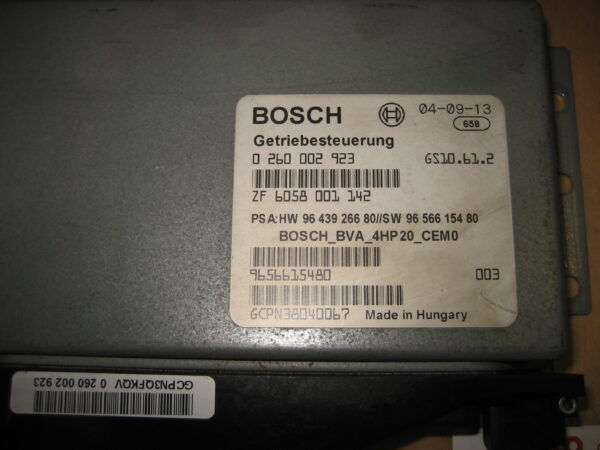 BOSCH 04-09-13
658
Getriebesteuerung
0 260 002 923 GS10.61.2
ZF 6058 001 142
PSA:HW 96 439 266 80//SW 96 566 154 80
BOSCH_BVA_4HP20_CEM0
9656615480 003
GCPN38040067 Made in Hungary
GCPN3QFKQV 0 260 002 923